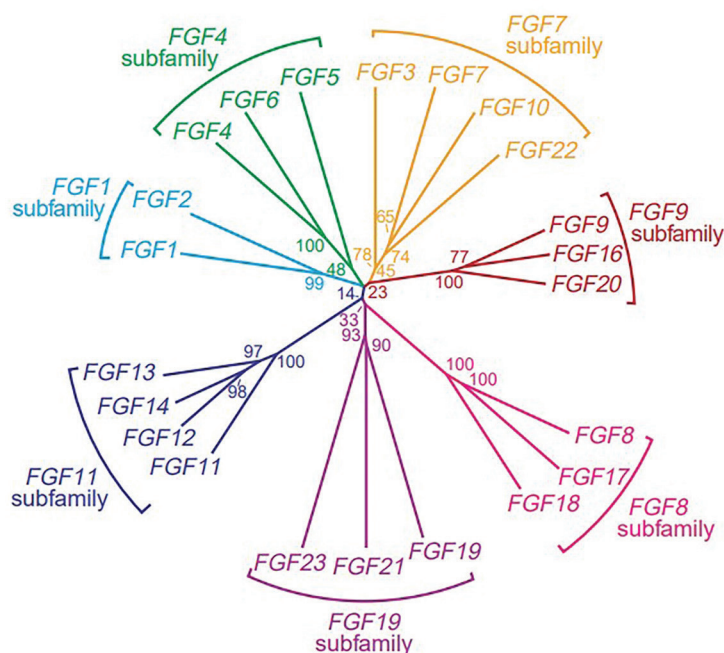 FGF4
subfamily
FGF5
FGF6
FGF4
FGF7
subfamily
FGF3
FGF7
FGF10
FGF22
FGF1
subfamily
FGF2
FGF1
FGF9
subfamily
FGF9
FGF16
FGF20
65
100
78
74
48
45
77
99
100
14
23
33
93
90
97
100
98
100
100
FGF13
FGF14
FGF12
FGF11
FGF11
subfamily
FGF8
FGF17
FGF18
FGF8
subfamily
FGF23
FGF21
FGF19
FGF19
subfamily